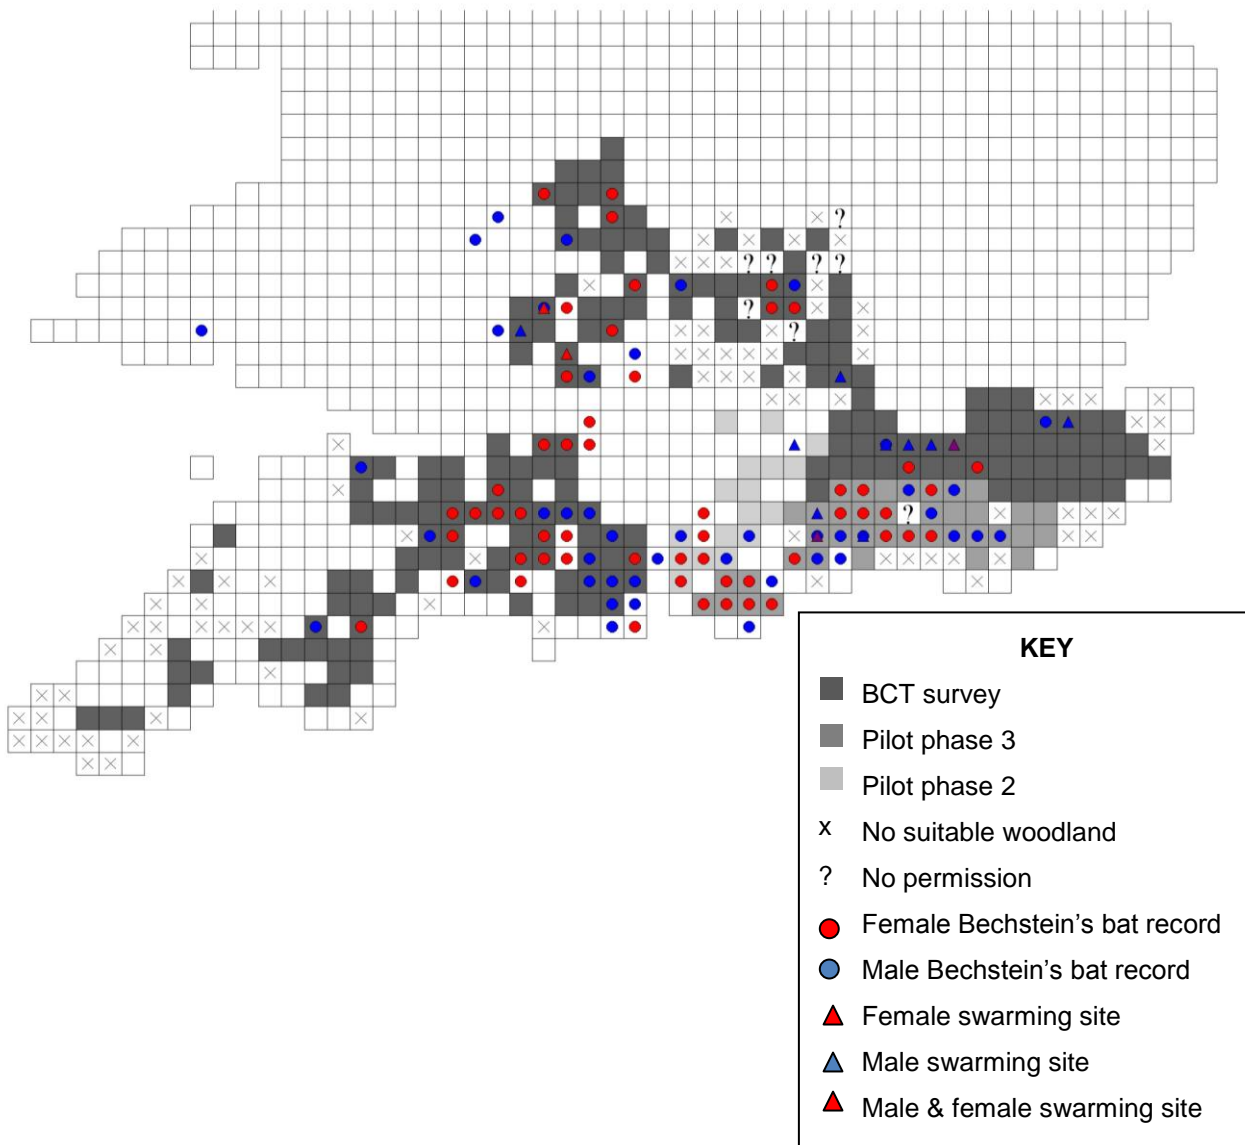 ? 
? ? ? ?
?
?
?
KEY
BCT survey
Pilot phase 3
Pilot phase 2
x No suitable woodland
? No permission
Female Bechstein’s bat record
Male Bechstein’s bat record
Female swarming site
Male swarming site
Male & female swarming site